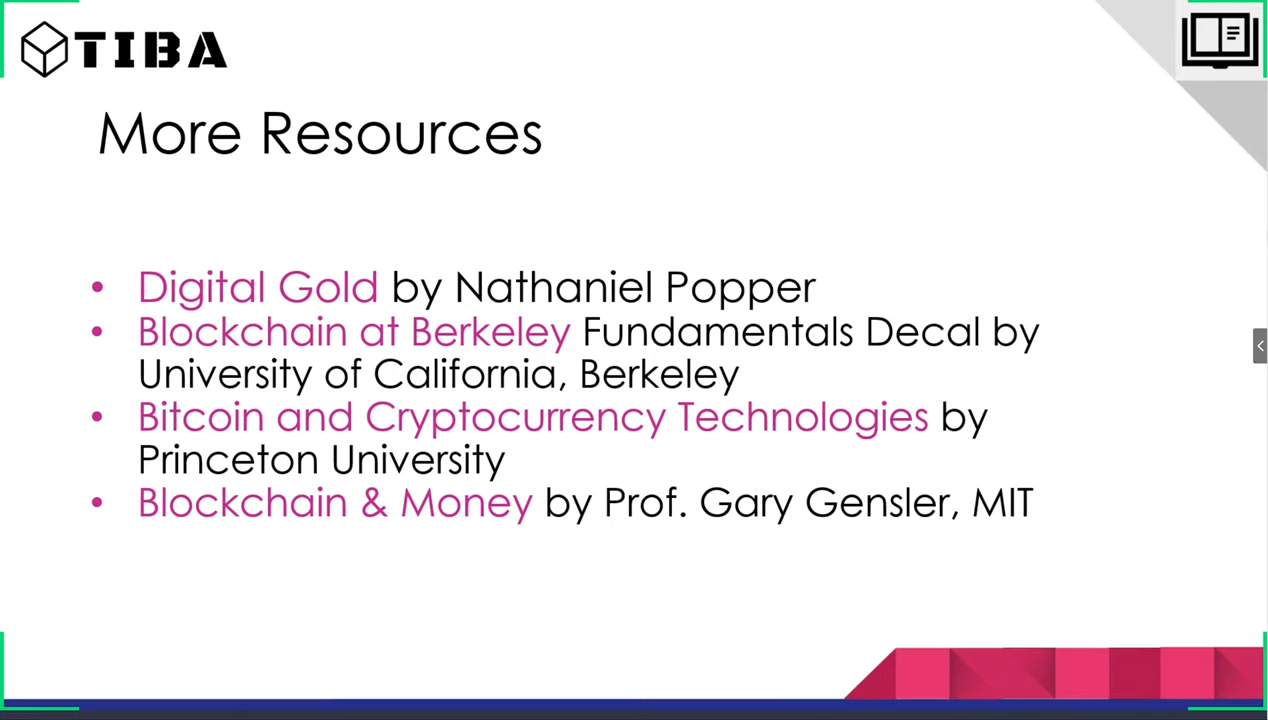 TIBA
More Resources
• Digital Gold by Nathaniel Popper
• Blockchain at Berkeley Fundamentals Decal by
University of California, Berkeley
• Bitcoin and Cryptocurrency Technologies by
Princeton University
• Blockchain & Money by Prof. Gary Gensler, MIT